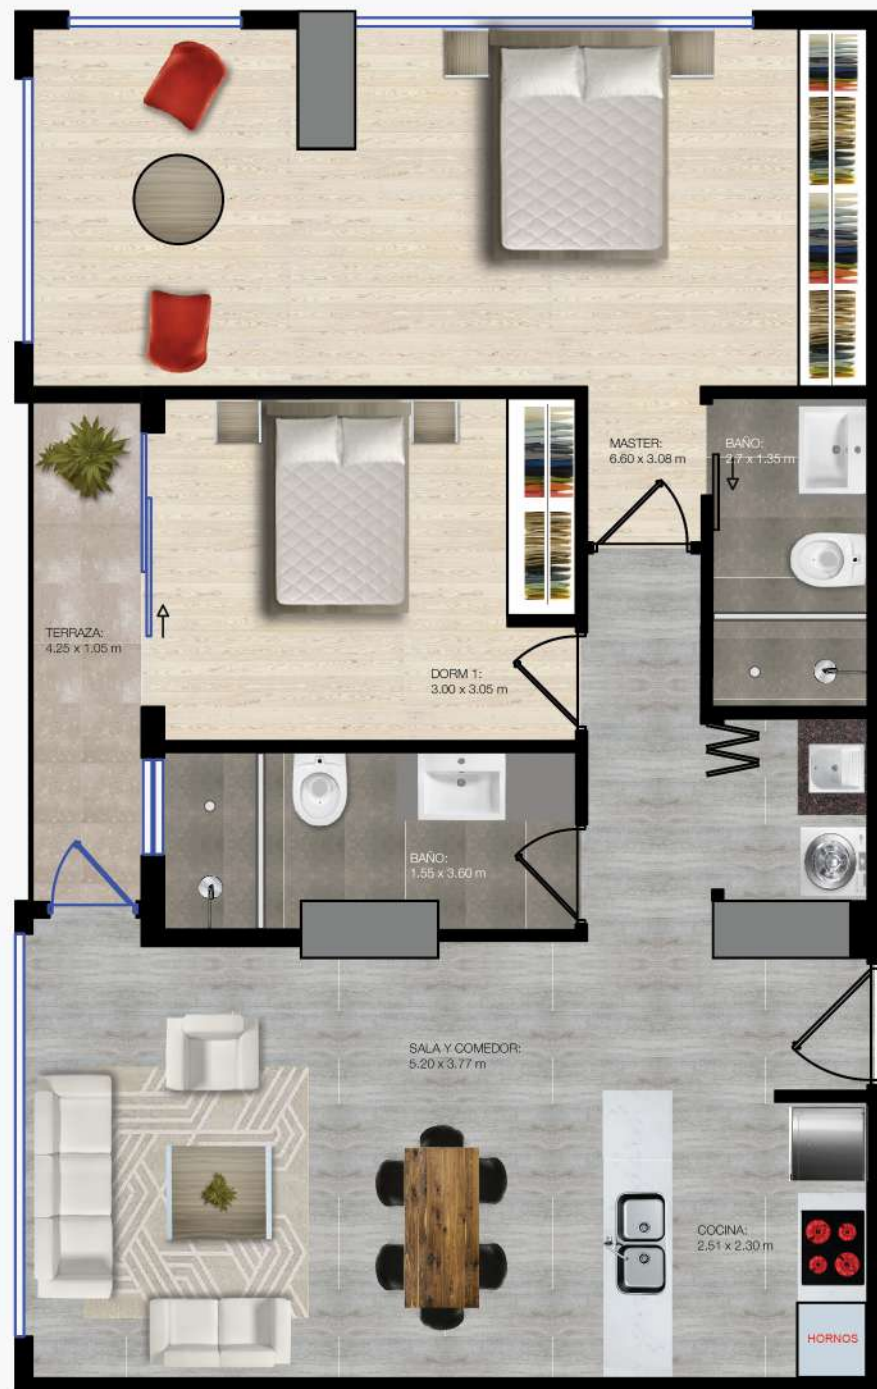 MASTER:
6.60 x 3.08 m
BAÑO:
2.7 x 1.35 m
TERRAZA:
4.25 x 1.05 m
DORM 1:
3.00 x 3.05 m
BAÑO:
1.55 x 3.60 m
SALA Y COMEDOR:
5.20 x 3.77 m
COCINA:
2.51 x 2.30 m
HORNOS